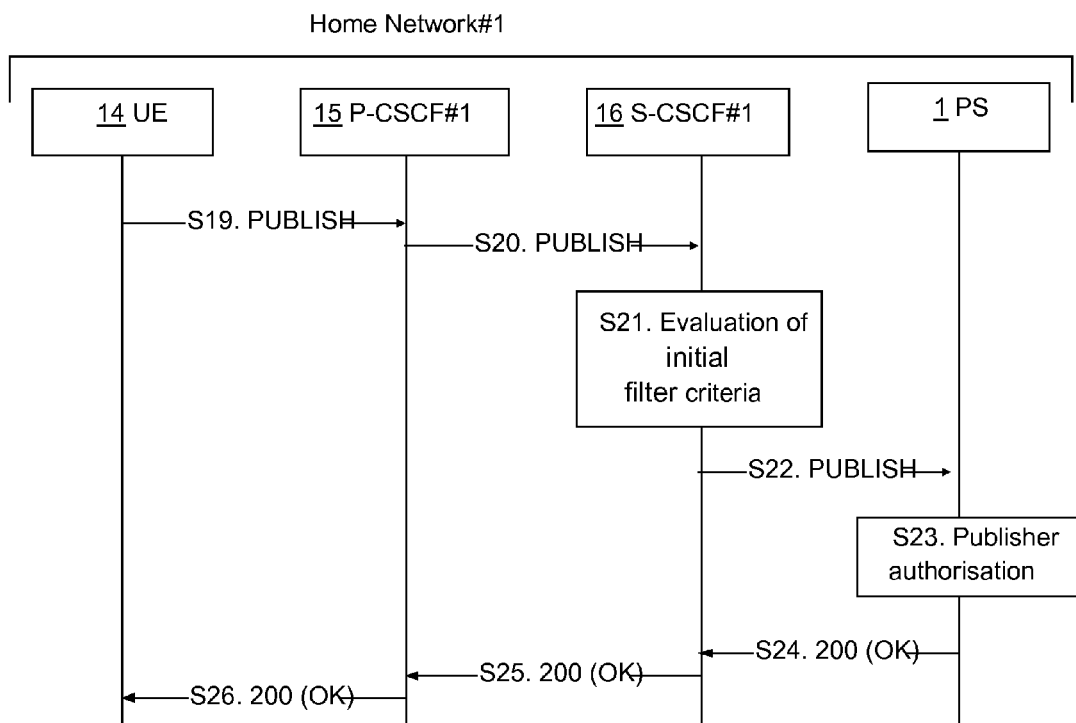 Home Network#1
14 UE
15 P-CSCF#1
16 S-CSCF#1
1 PS
S19. PUBLISH
S20. PUBLISH
S21. Evaluation of
initial
filter criteria
S22. PUBLISH
S23. Publisher
authorisation
S24. 200 (OK)
S25. 200 (OK)
S26. 200 (OK)